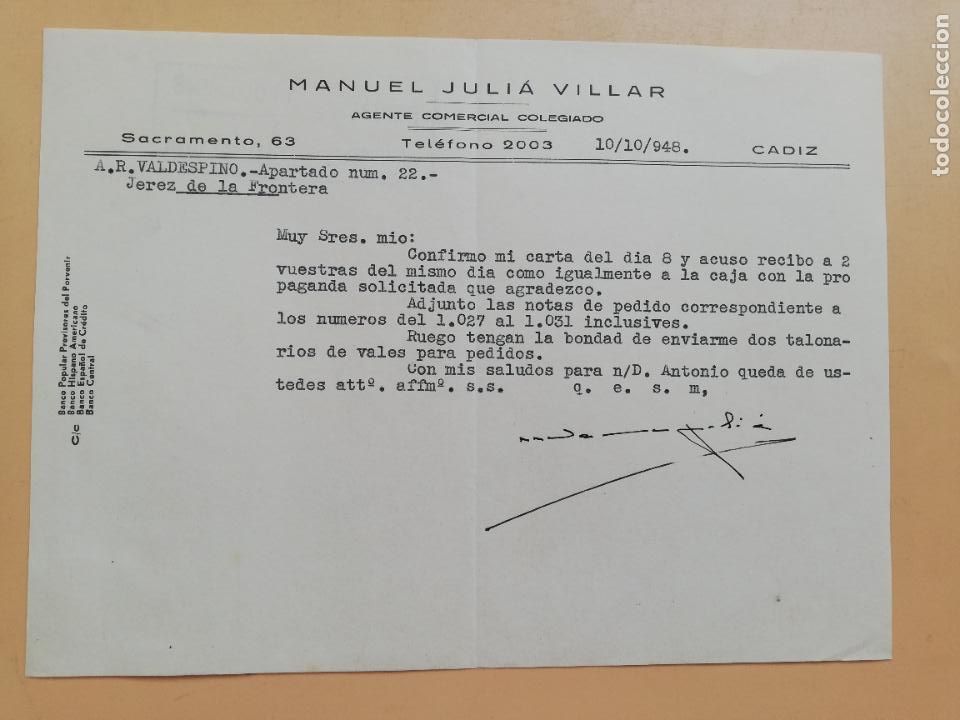 MANUEL JULIÁ VILLAR
AGENTE COMERCIAL COLEGIADO
Sacramento, 63 Teléfono 2003 10/10/948. CADIZ
A.R.VALDESPINO.-Apartado num. 22.-
Jerez de la Frontera
Muy Sres. mio:
Confirmo mi carta del dia 8 y acuso recibo a 2
vuestras del mismo dia como igualmente a la caja con la pro
paganda solicitada que agradezco.
Adjunto las notas de pedido correspondiente a
los numeros del 1.027 al 1.031 inclusives.
Ruego tengan la bondad de enviarme dos talona-
rios de vales para pedidos.
Con mis saludos para n/D. Antonio queda de us-
tedes attº. affmº. s.s. q. e. s. m,
C/c
Banco Popular Previsores del Porvenir
Banco Hispano Americano
Banco Español de Crédito
Banco Central
todocoleccion